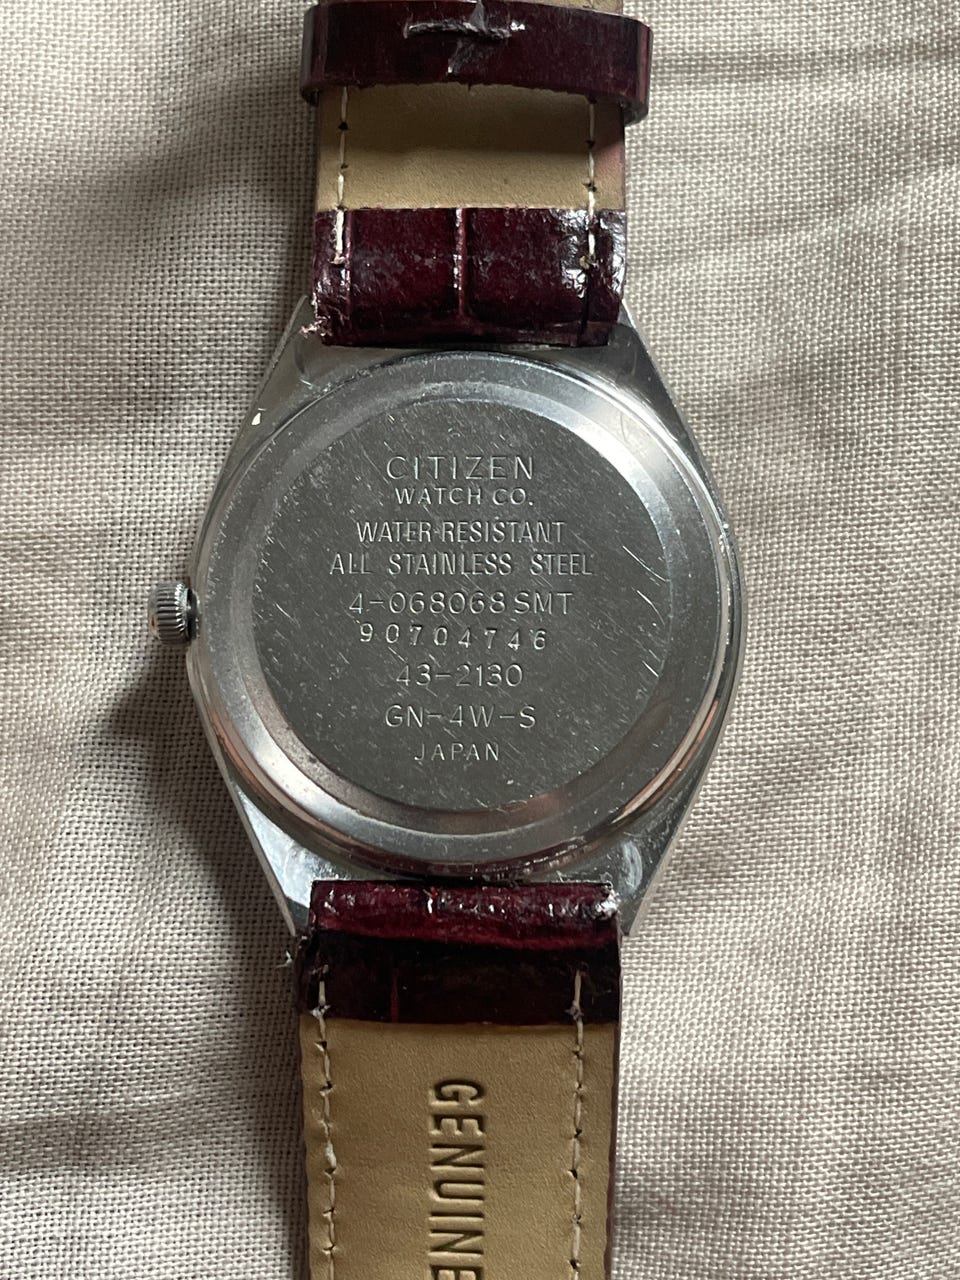 CITIZEN
WATCH CO.
WATER-RESISTANT
ALL STAINLESS STEEL
4-068068 SMT
90704746
43-2130
GN-4W-S
JAPAN
GENUINE